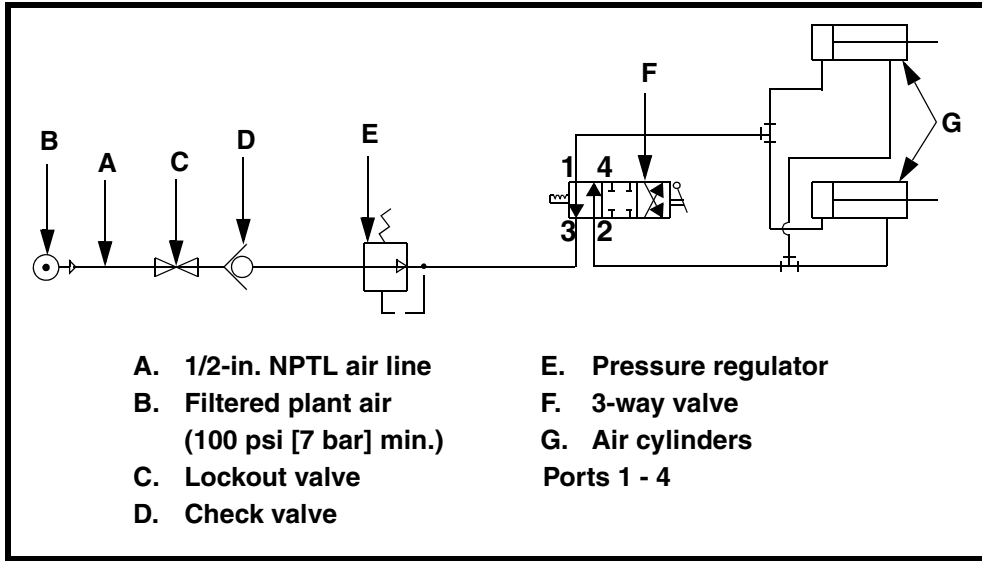 F
G
B
A
C
D
E
1 4
3 2
A. 1/2-in. NPTL air line
B. Filtered plant air
(100 psi [7 bar] min.)
C. Lockout valve
D. Check valve
E. Pressure regulator
F. 3-way valve
G. Air cylinders
Ports 1 - 4